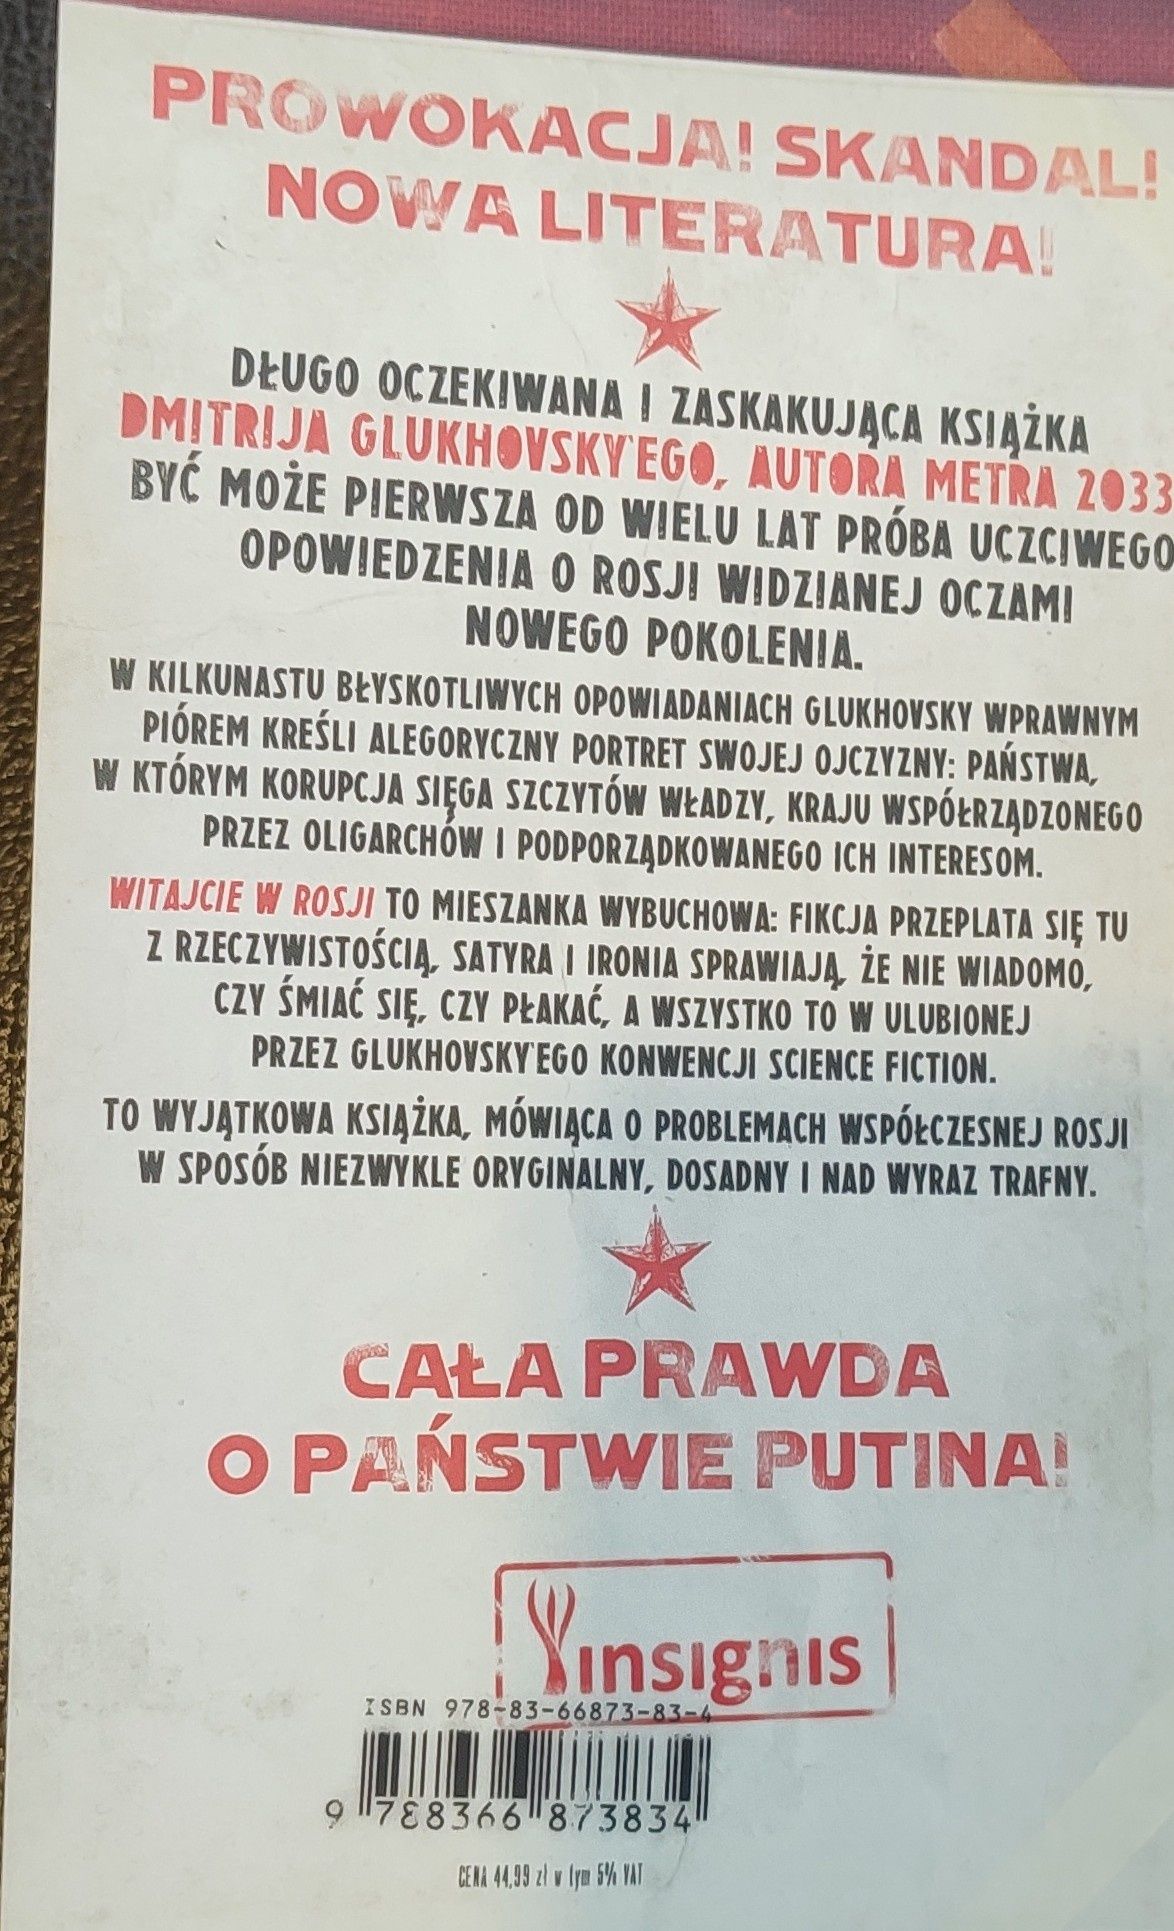 PROWOKACJA! SKANDAL!
NOWA LITERATURA!
DŁUGO OCZEKIWANA I ZASKAKUJĄCA KSIĄŻKA
DMITRIJA GLUKHOVSKY'EGO, AUTORA METRA 2033
BYĆ MOŻE PIERWSZA OD WIELU LAT PRÓBA UCZCIWEGO
OPOWIEDZENIA O ROSJI WIDZIANEJ OCZAMI
NOWEGO POKOLENIA.
W KILKUNASTU BŁYSKOTLIWYCH OPOWIADANIACH GLUKHOVSKY WPRAWNYM
PIÓREM KREŚLI ALEGORYCZNY PORTRET SWOJEJ OJCZYZNY: PAŃSTWA,
W KTÓRYM KORUPCJA SIĘGA SZCZYTÓW WŁADZY, KRAJU WSPÓŁRZĄDZONEGO
PRZEZ OLIGARCHÓW I PODPORZĄDKOWANEGO ICH INTERESOM.
WITAJCIE W ROSJI TO MIESZANKA WYBUCHOWA: FIKCJA PRZEPLATA SIĘ TU
Z RZECZYWISTOŚCIĄ, SATYRA I IRONIA SPRAWIAJĄ, ŻE NIE WIADOMO,
CZY ŚMIAĆ SIĘ, CZY PŁAKAĆ, A WSZYSTKO TO W ULUBIONEJ
PRZEZ GLUKHOVSKY'EGO KONWENCJI SCIENCE FICTION.
TO WYJĄTKOWA KSIĄŻKA, MÓWIĄCA O PROBLEMACH WSPÓŁCZESNEJ ROSJI
W SPOSÓB NIEZWYKLE ORYGINALNY, DOSADNY I NAD WYRAZ TRAFNY.
CAŁA PRAWDA
O PAŃSTWIE PUTINA!
insignis
ISBN 978-83-66873-83-4
9 788366 873834
CENA 44,99 zł w tym 5% VAT